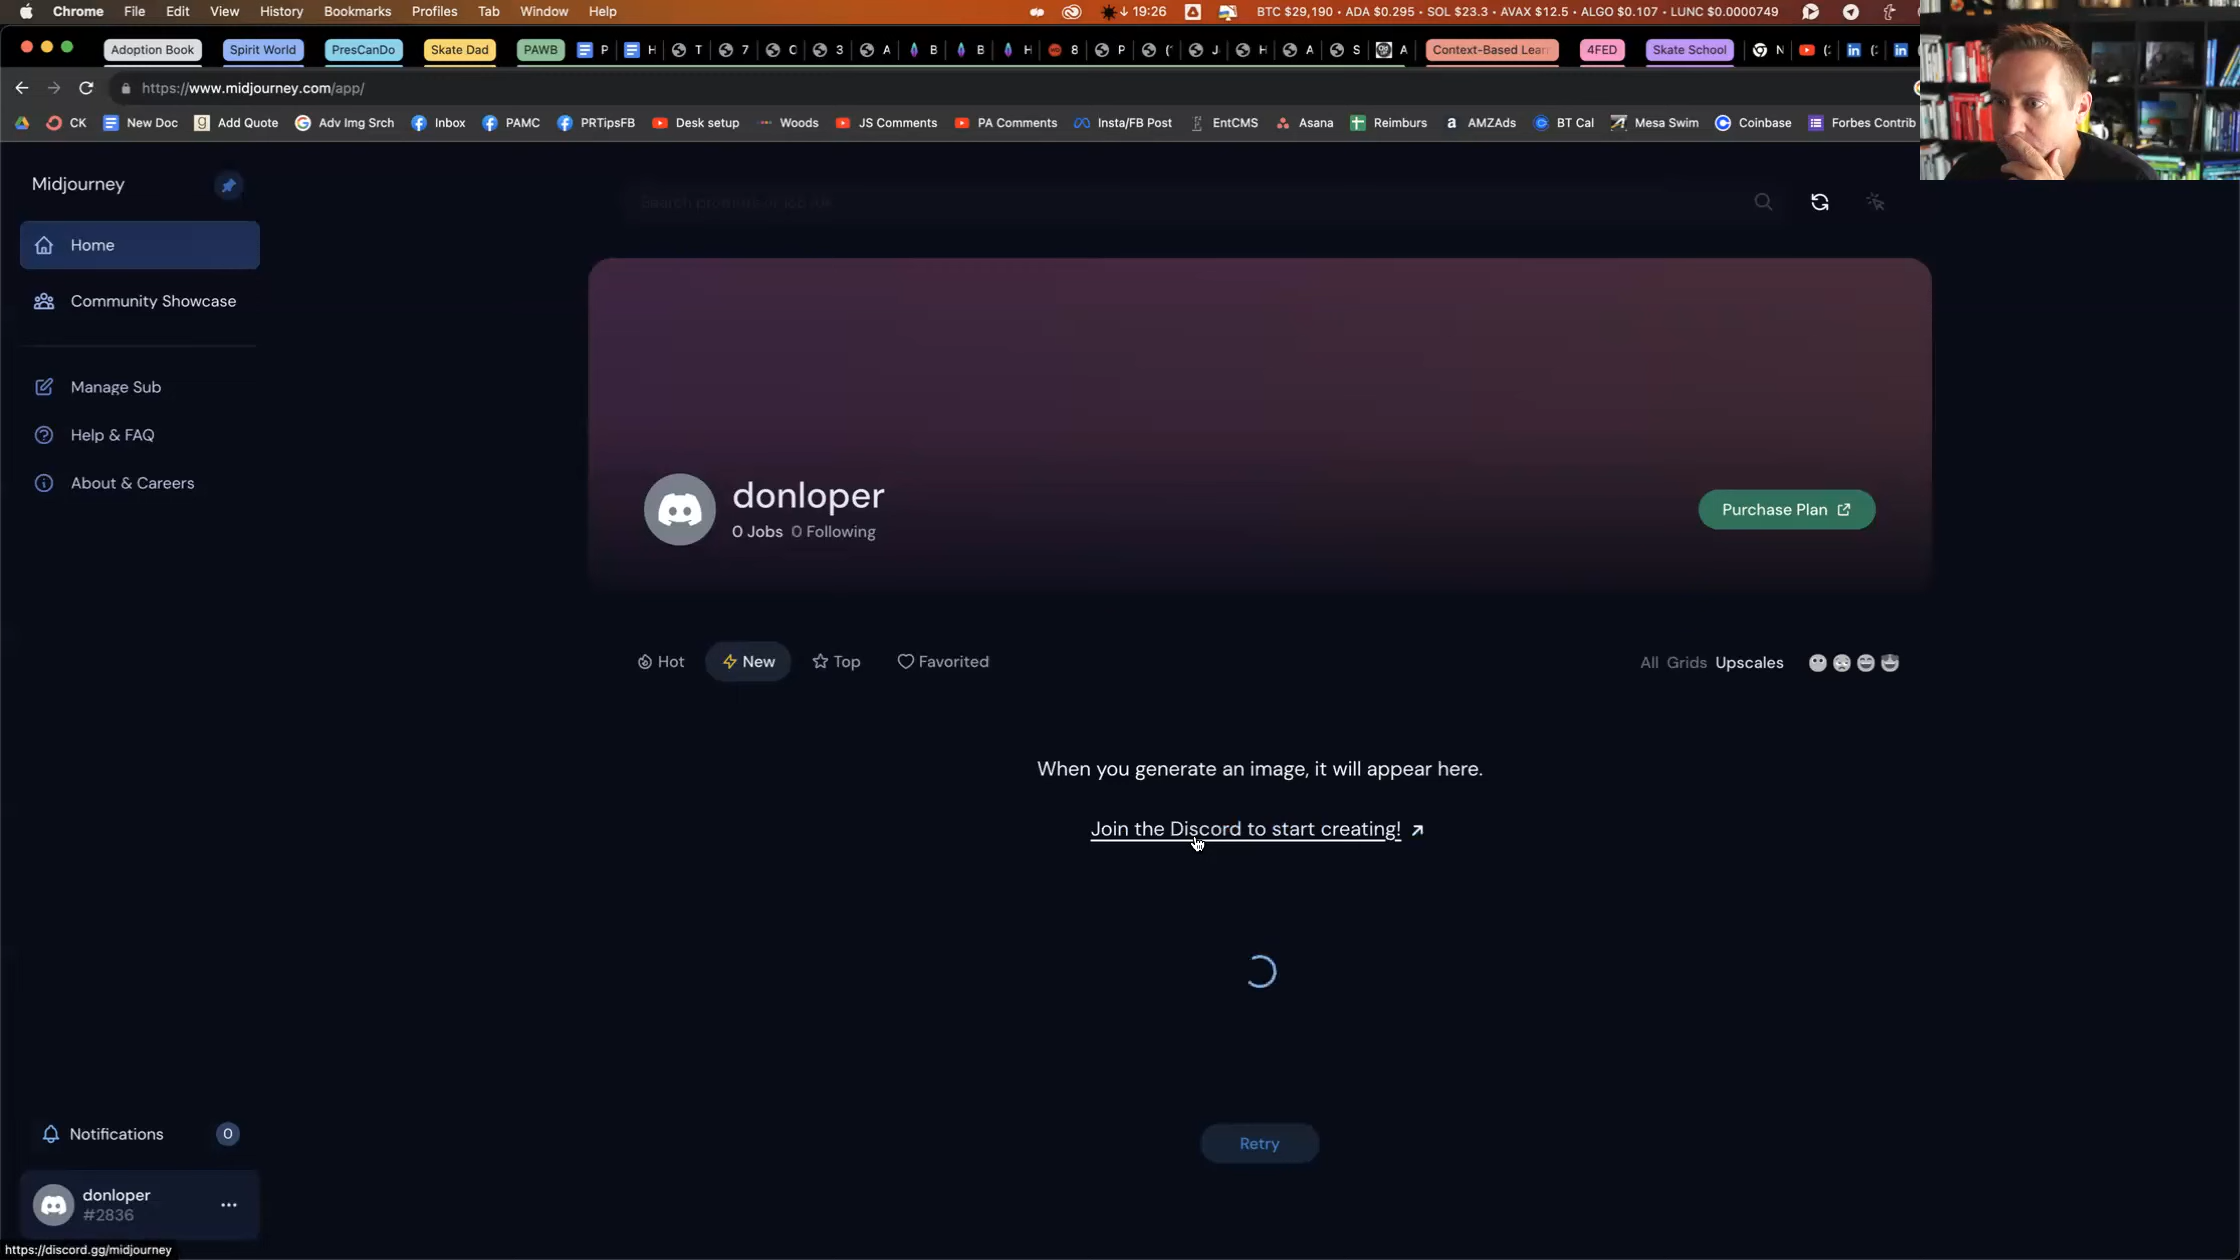 Chrome File Edit View History Bookmarks Profiles Tab Window Help
19:26
BTC $29,190 • ADA $0.295 • SOL $23.3 • AVAX $12.5 • ALGO $0.107 • LUNC $0.0000749
Adoption Book Spirit World PresCanDo Skate Dad PAWB P H T 7 C 3 A B B H 8 P ( J H A S A Context-Based Lear 4FED Skate School N (
https://www.midjourney.com/app/
CK New Doc Add Quote Adv Img Srch Inbox PAMC PRTipsFB Desk setup Woods JS Comments PA Comments Insta/FB Post EntCMS Asana Reimburs AMZAds BT Cal Mesa Swim Coinbase Forbes Contrib
Midjourney
Home
Community Showcase
Manage Sub
Help & FAQ
About & Careers
donloper
0 Jobs 0 Following
Purchase Plan
Hot New Top Favorited
All Grids Upscales
When you generate an image, it will appear here.
Join the Discord to start creating!
Retry
Notifications 0
donloper
#2836
https://discord.gg/midjourney